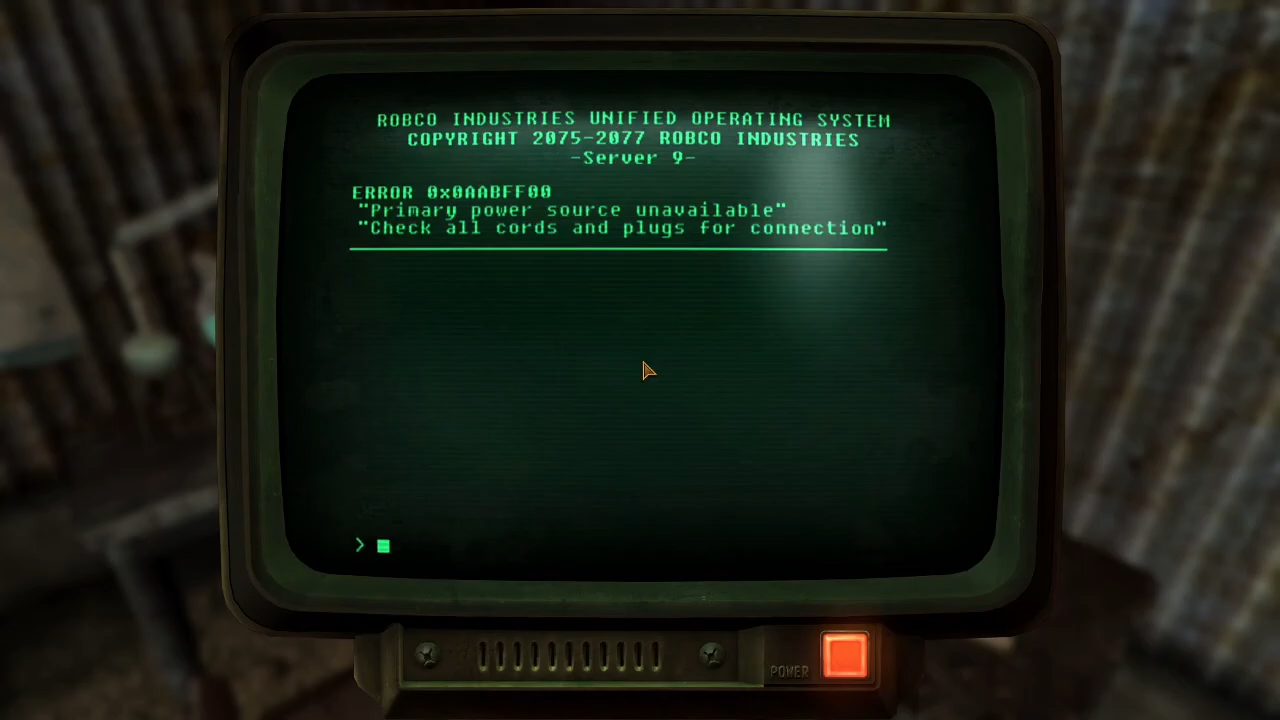 ROBCO INDUSTRIES UNIFIED OPERATING SYSTEM
COPYRIGHT 2075-2077 ROBCO INDUSTRIES
-Server 9-
ERROR 0x0AABFF00
"Primary power source unavailable"
"Check all cords and plugs for connection"
>
POWER